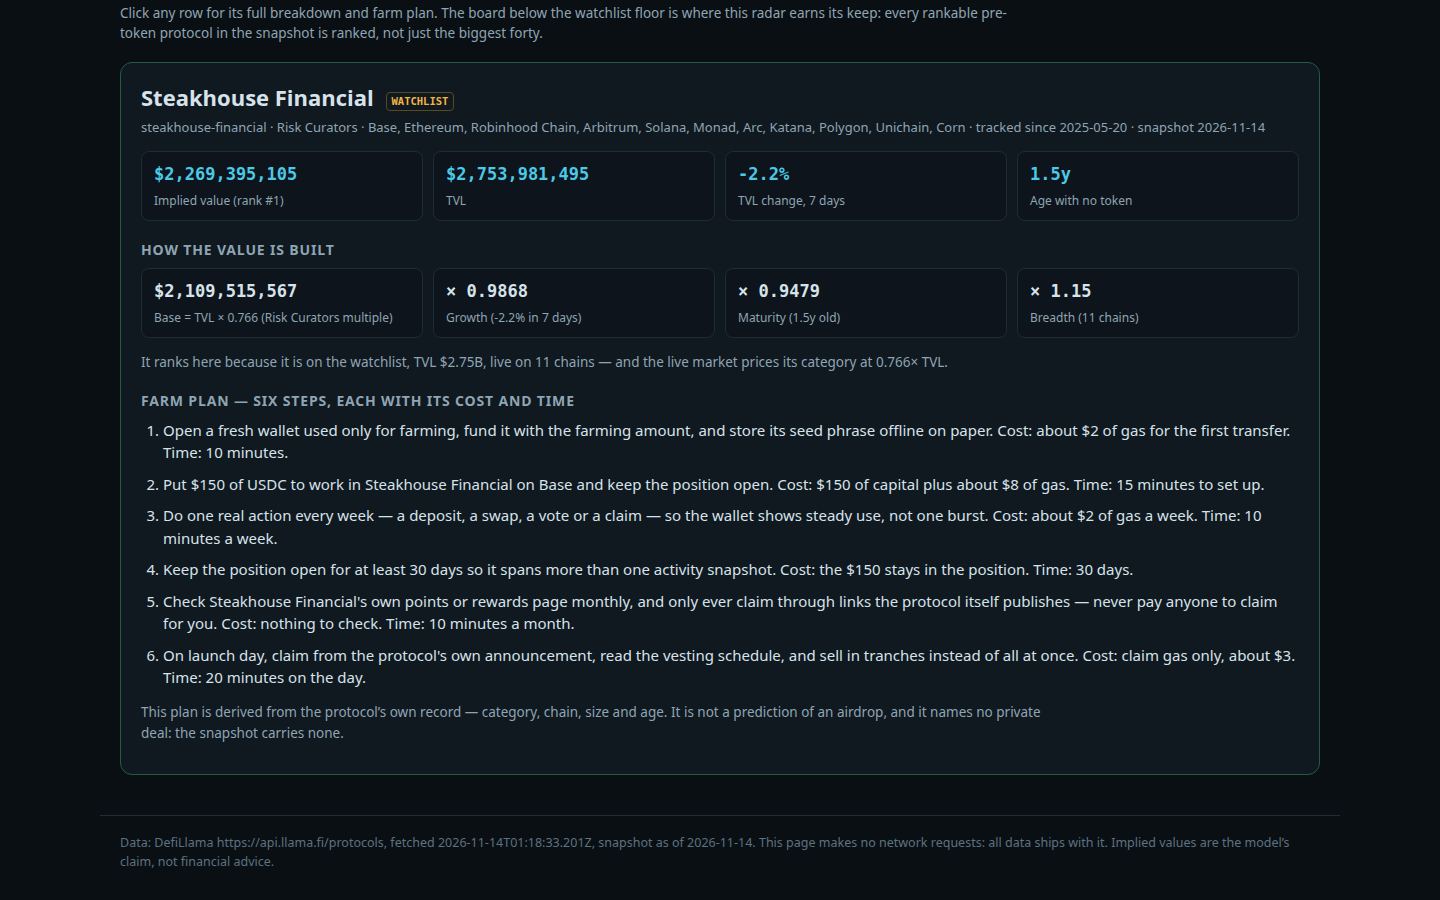 Click any row for its full breakdown and farm plan. The board below the watchlist floor is where this radar earns its keep: every rankable pre-
token protocol in the snapshot is ranked, not just the biggest forty.
Steakhouse Financial WATCHLIST
steakhouse-financial · Risk Curators · Base, Ethereum, Robinhood Chain, Arbitrum, Solana, Monad, Arc, Katana, Polygon, Unichain, Corn · tracked since 2025-05-20 · snapshot 2026-11-14
$2,269,395,105
Implied value (rank #1)
$2,753,981,495
TVL
-2.2%
TVL change, 7 days
1.5y
Age with no token
HOW THE VALUE IS BUILT
$2,109,515,567
Base = TVL × 0.766 (Risk Curators multiple)
× 0.9868
Growth (-2.2% in 7 days)
× 0.9479
Maturity (1.5y old)
× 1.15
Breadth (11 chains)
It ranks here because it is on the watchlist, TVL $2.75B, live on 11 chains — and the live market prices its category at 0.766× TVL.
FARM PLAN — SIX STEPS, EACH WITH ITS COST AND TIME
1. Open a fresh wallet used only for farming, fund it with the farming amount, and store its seed phrase offline on paper. Cost: about $2 of gas for the first transfer.
Time: 10 minutes.
2. Put $150 of USDC to work in Steakhouse Financial on Base and keep the position open. Cost: $150 of capital plus about $8 of gas. Time: 15 minutes to set up.
3. Do one real action every week — a deposit, a swap, a vote or a claim — so the wallet shows steady use, not one burst. Cost: about $2 of gas a week. Time: 10
minutes a week.
4. Keep the position open for at least 30 days so it spans more than one activity snapshot. Cost: the $150 stays in the position. Time: 30 days.
5. Check Steakhouse Financial's own points or rewards page monthly, and only ever claim through links the protocol itself publishes — never pay anyone to claim
for you. Cost: nothing to check. Time: 10 minutes a month.
6. On launch day, claim from the protocol's own announcement, read the vesting schedule, and sell in tranches instead of all at once. Cost: claim gas only, about $3.
Time: 20 minutes on the day.
This plan is derived from the protocol’s own record — category, chain, size and age. It is not a prediction of an airdrop, and it names no private
deal: the snapshot carries none.
Data: DefiLlama https://api.llama.fi/protocols, fetched 2026-11-14T01:18:33.201Z, snapshot as of 2026-11-14. This page makes no network requests: all data ships with it. Implied values are the model’s
claim, not financial advice.